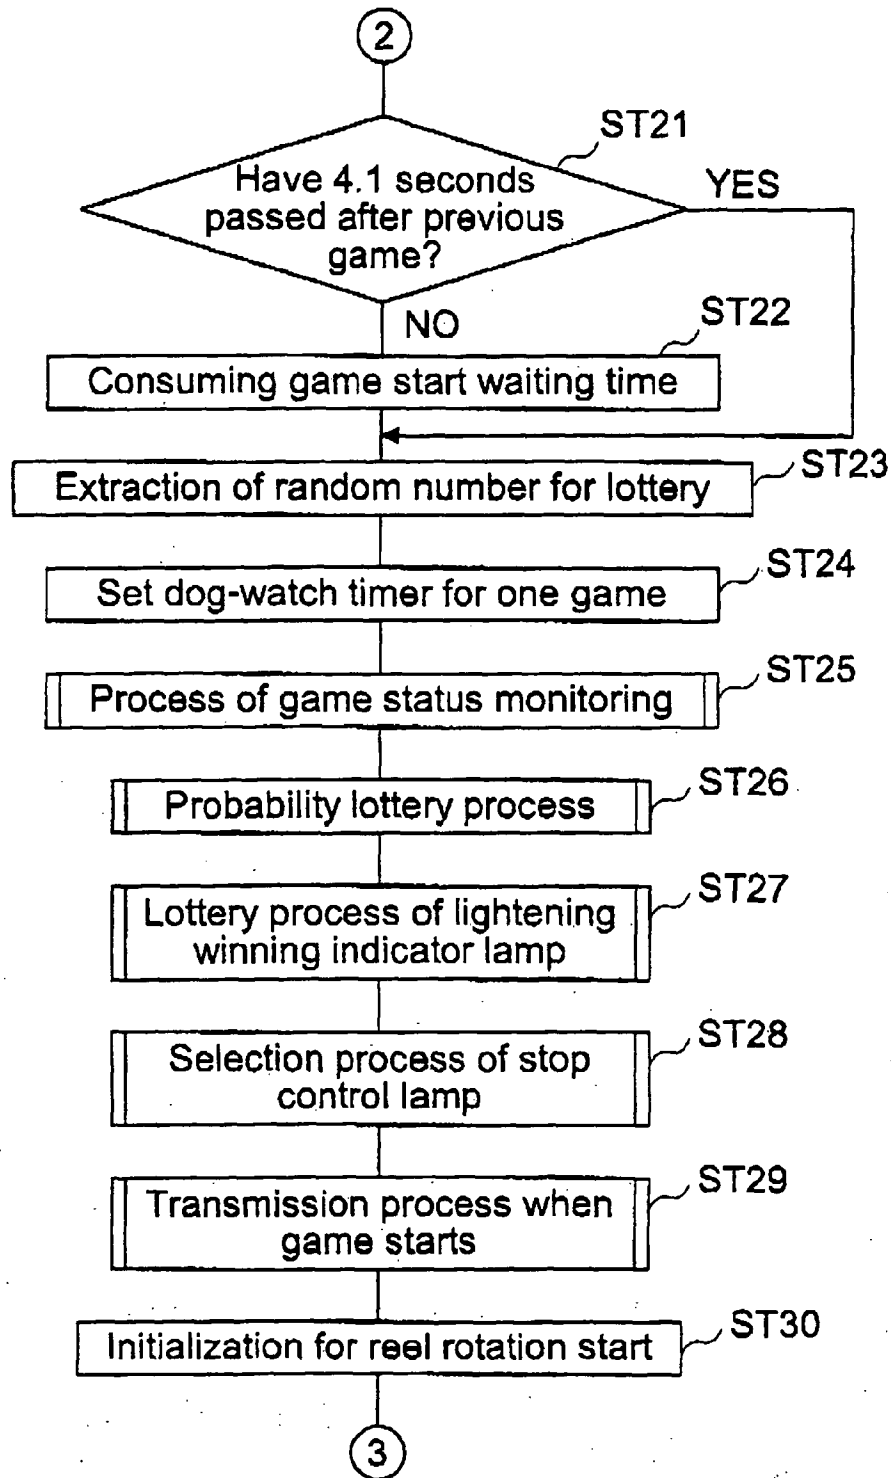 2
ST21
Have 4.1 seconds
passed after previous
game?
YES
NO
ST22
Consuming game start waiting time
ST23
Extraction of random number for lottery
ST24
Set dog-watch timer for one game
ST25
Process of game status monitoring
ST26
Probability lottery process
ST27
Lottery process of lightening
winning indicator lamp
ST28
Selection process of stop
control lamp
ST29
Transmission process when
game starts
ST30
Initialization for reel rotation start
3